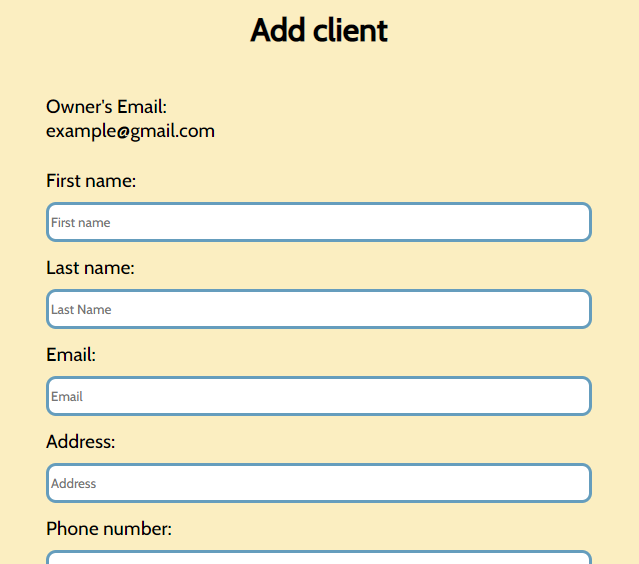 Add client
Owner's Email:
example@gmail.com
First name:
First name
Last name:
Last Name
Email:
Email
Address:
Address
Phone number: